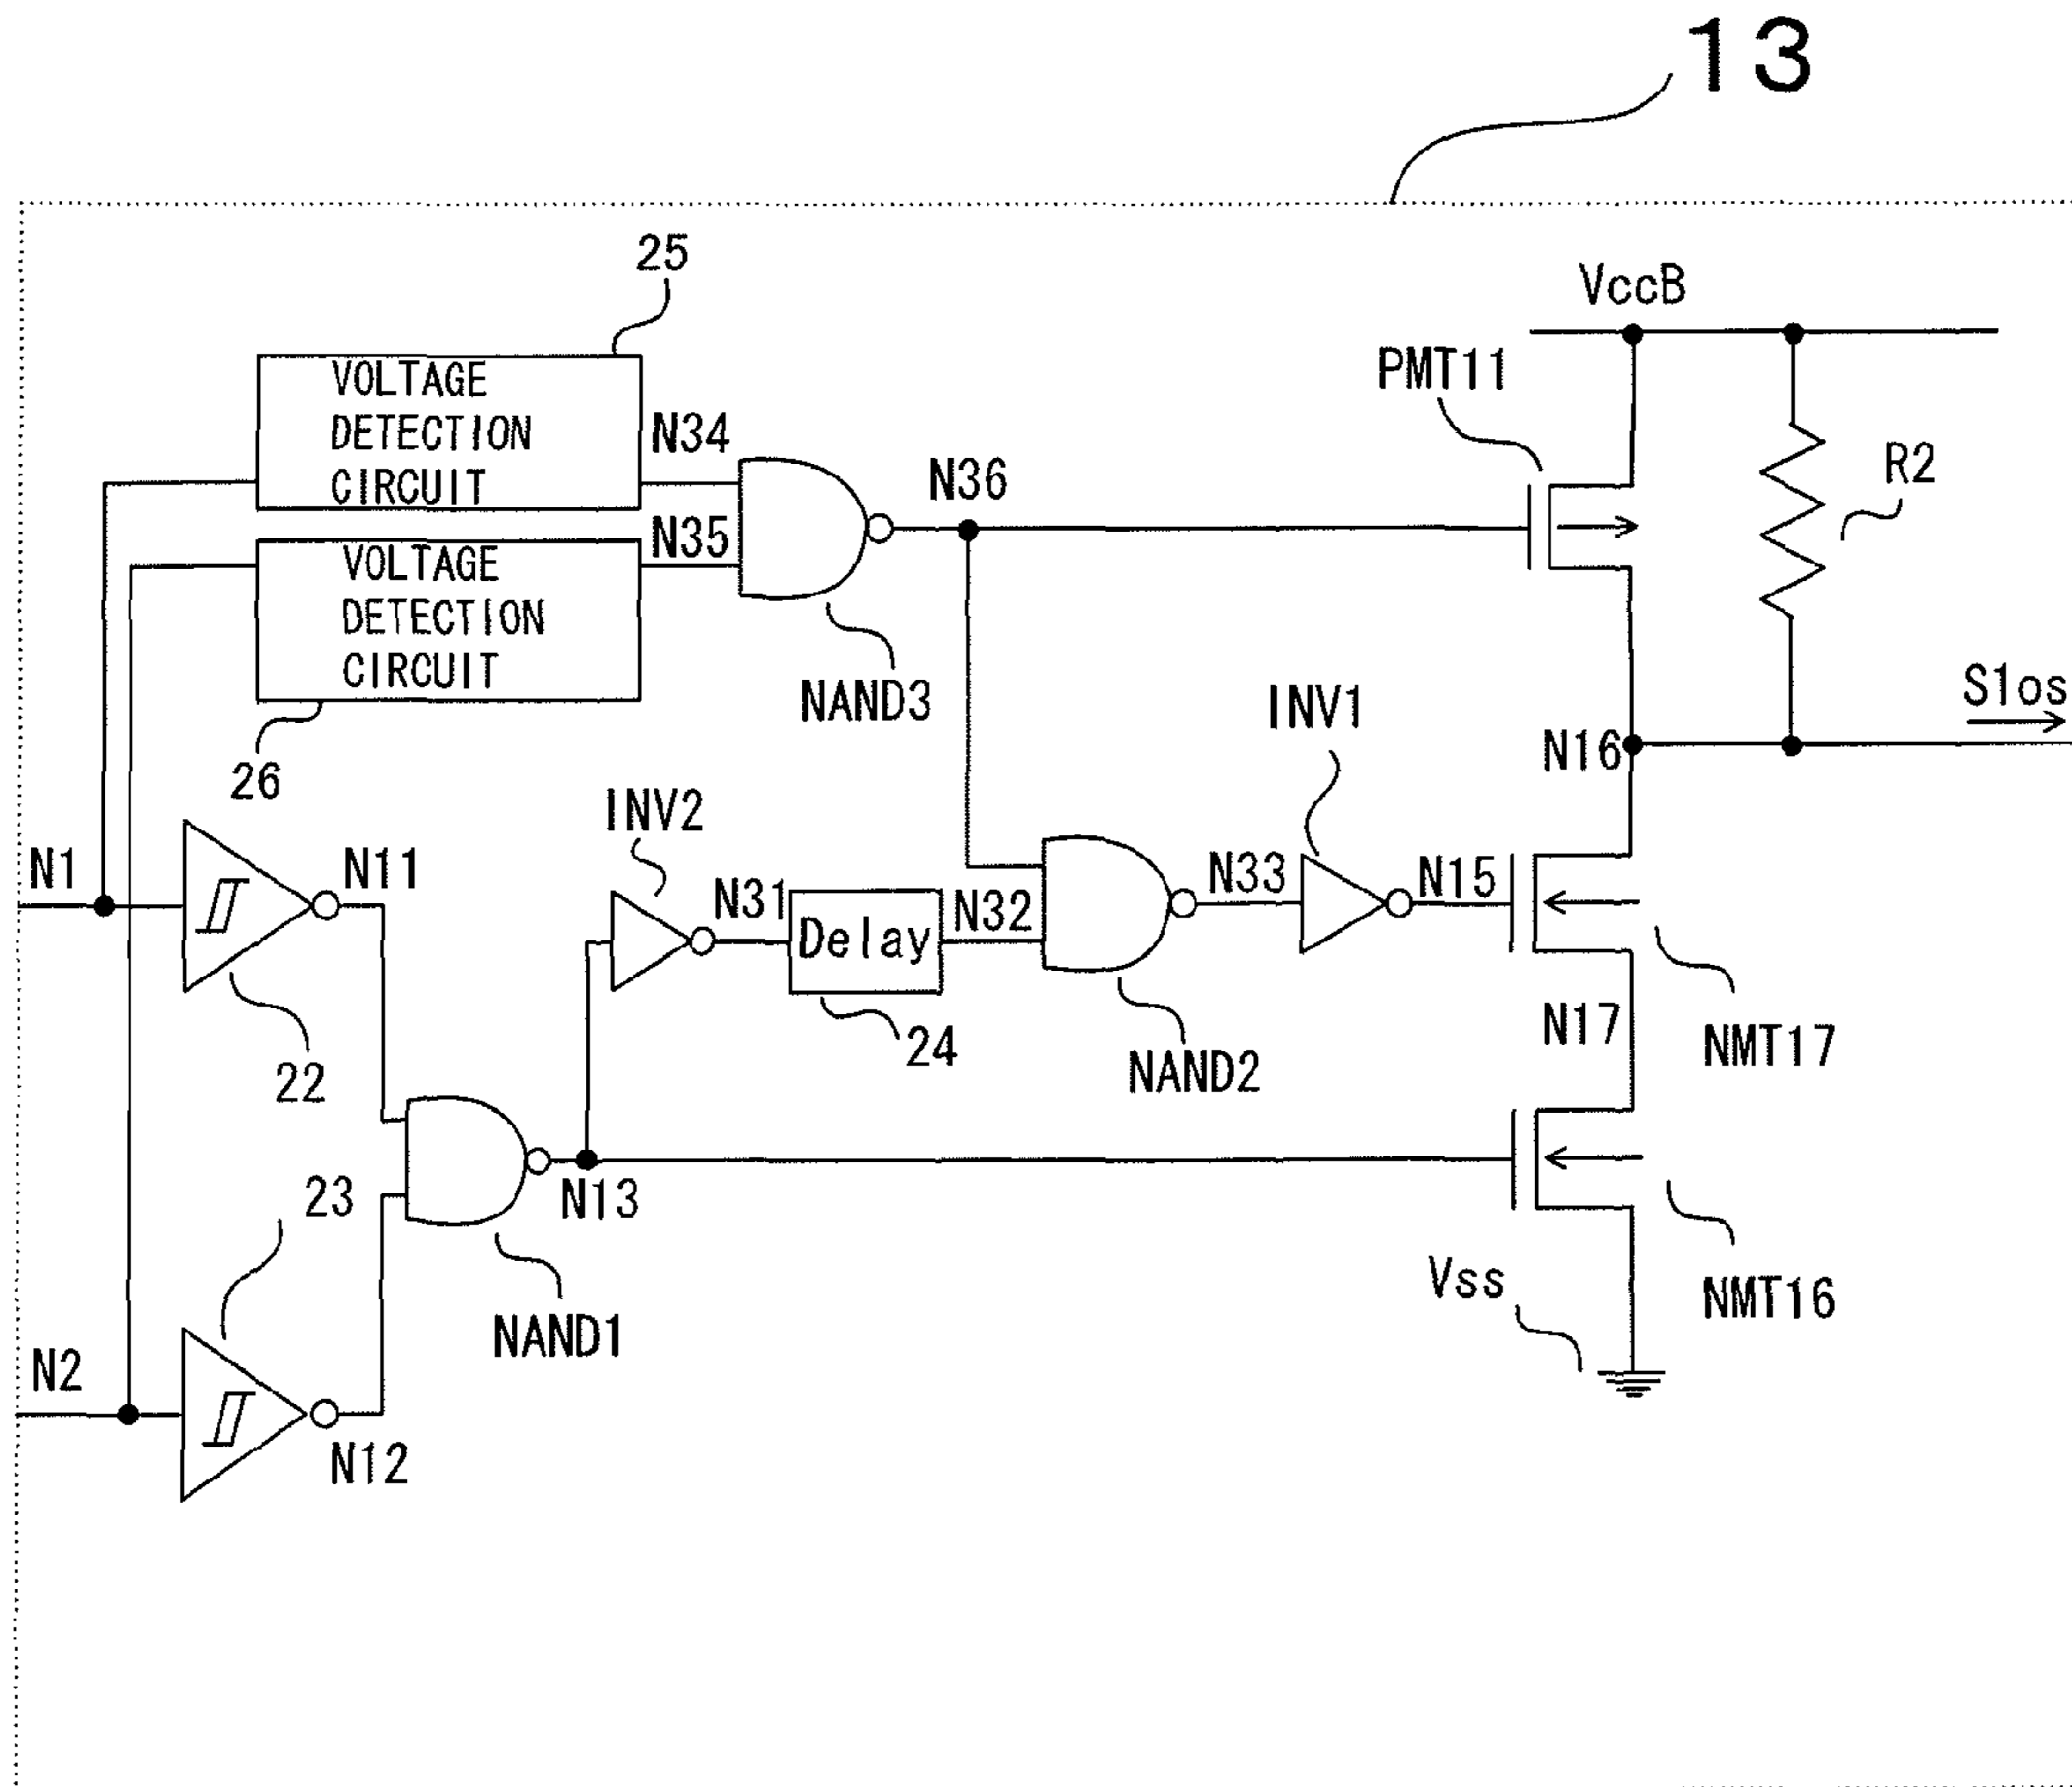 13
25
VccB
VOLTAGE
DETECTION
CIRCUIT
N34
PMT11
N36
R2
N35
VOLTAGE
DETECTION
CIRCUIT
NAND3
INV1
S1os
N16
26
INV2
N1
N11
N31
Delay
N32
N33
N15
22
24
NAND2
N17
NMT17
23
N13
NAND1
Vss
NMT16
N2
N12